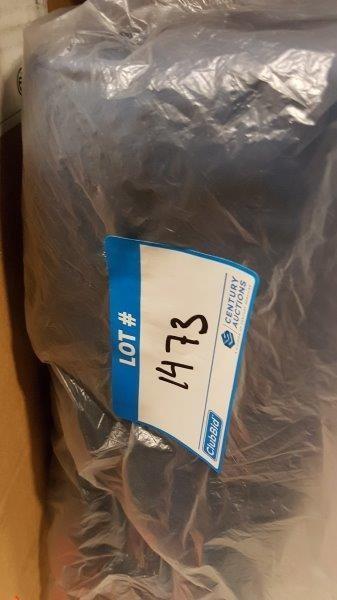 LOT #
1473
CENTURY
AUCTIONS
ClubBid